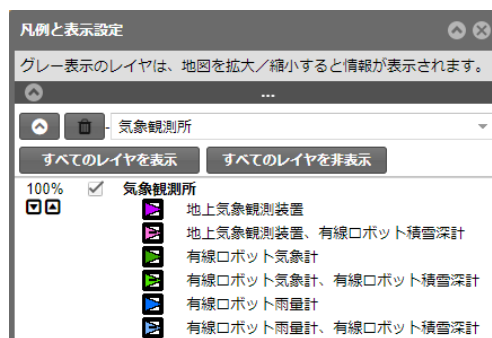 凡例と表示設定
グレー表示のレイヤは、地図を拡大／縮小すると情報が表示されます。
...
- 気象観測所
すべてのレイヤを表示 すべてのレイヤを非表示
100% 気象観測所
地上気象観測装置
地上気象観測装置、有線ロボット積雪深計
有線ロボット気象計
有線ロボット気象計、有線ロボット積雪深計
有線ロボット雨量計
有線ロボット雨量計、有線ロボット積雪深計